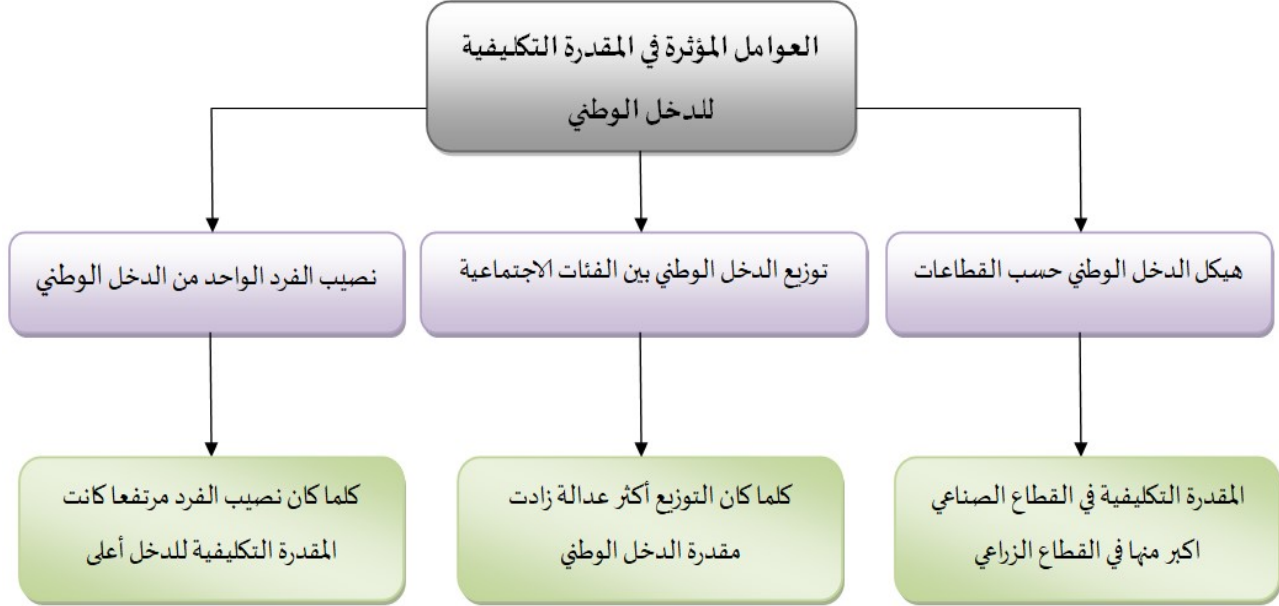 العوامل المؤثرة في المقدرة التكليفية
للدخل الوطني
هيكل الدخل الوطني حسب القطاعات
توزيع الدخل الوطني بين الفئات الاجتماعية
نصيب الفرد الواحد من الدخل الوطني
المقدرة التكليفية في القطاع الصناعي
اكبر منها في القطاع الزراعي
كلما كان التوزيع أكثر عدالة زادت
مقدرة الدخل الوطني
كلما كان نصيب الفرد مرتفعا كانت
المقدرة التكليفية للدخل أعلى